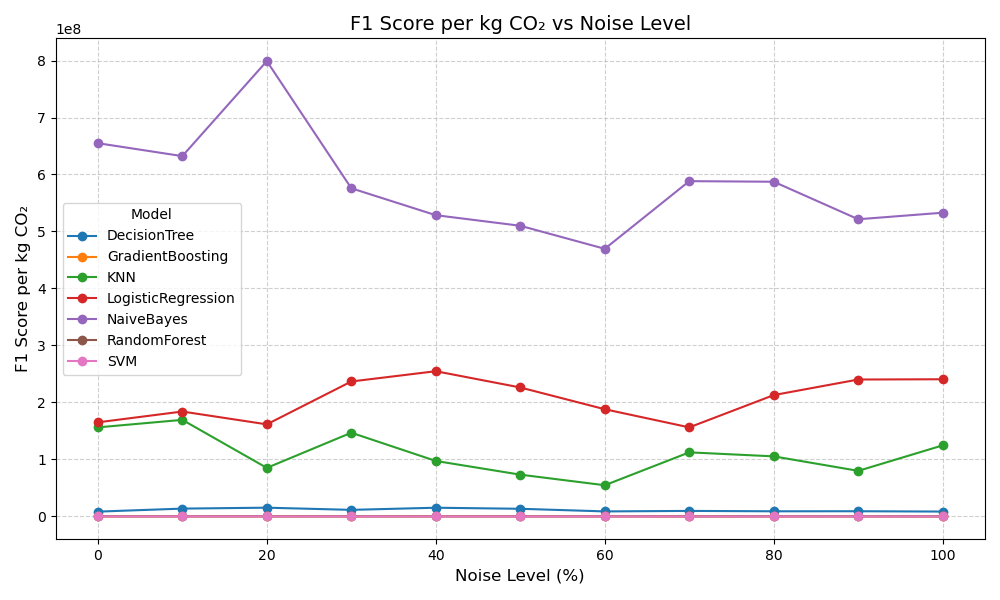 F1 Score per kg CO₂ vs Noise Level
1e8
8
7
6
5
4
3
2
1
0
F1 Score per kg CO₂
Model
DecisionTree
GradientBoosting
KNN
LogisticRegression
NaiveBayes
RandomForest
SVM
0 20 40 60 80 100
Noise Level (%)